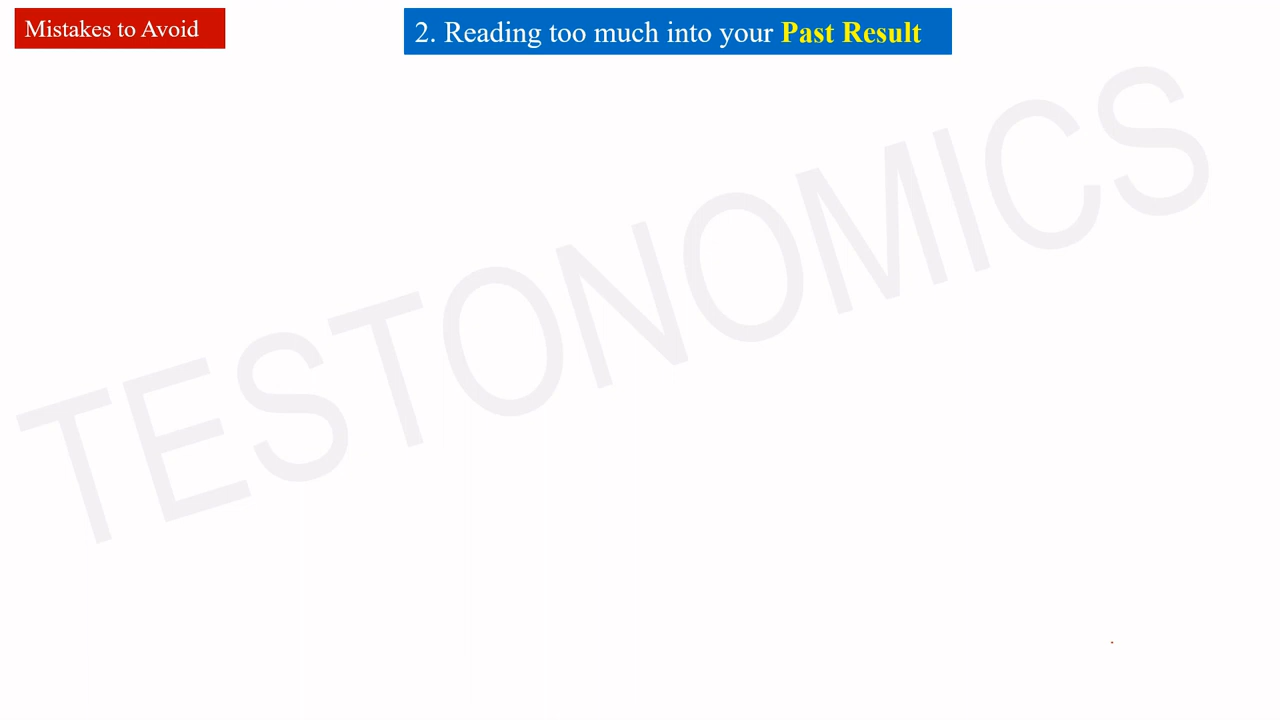 Mistakes to Avoid
2. Reading too much into your Past Result
TESTONOMICS